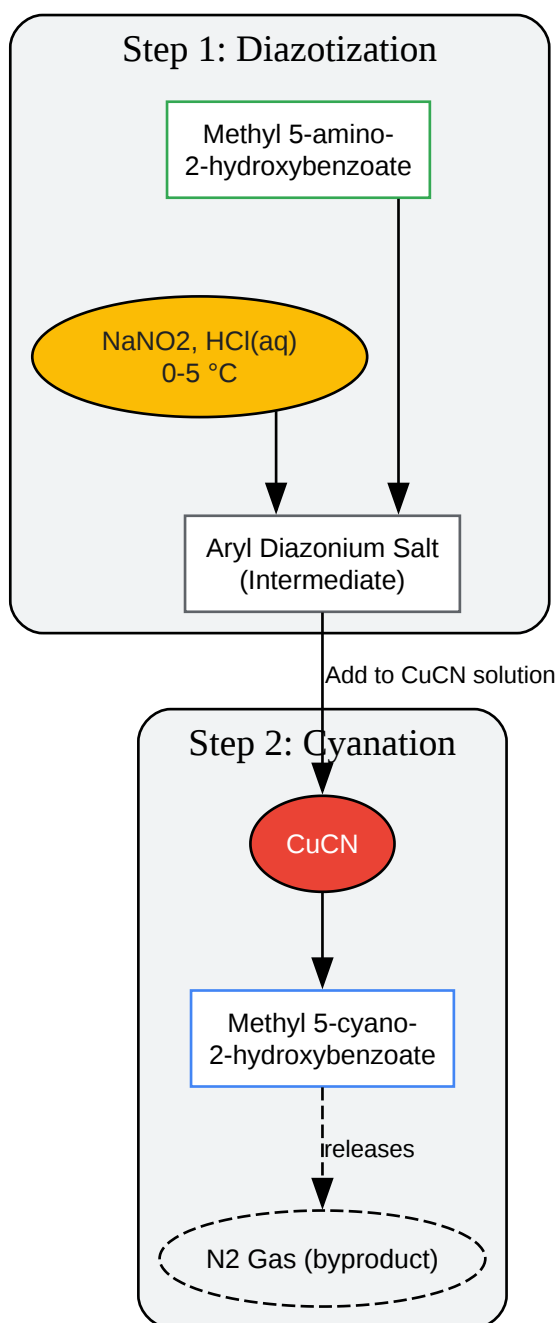 Step 1: Diazotization
Methyl 5-amino-
2-hydroxybenzoate
NaNO2, HCl(aq)
0-5 °C
Aryl Diazonium Salt
(Intermediate)
Add to CuCN solution
Step 2: Cyanation
CuCN
Methyl 5-cyano-
2-hydroxybenzoate
releases
N2 Gas (byproduct)